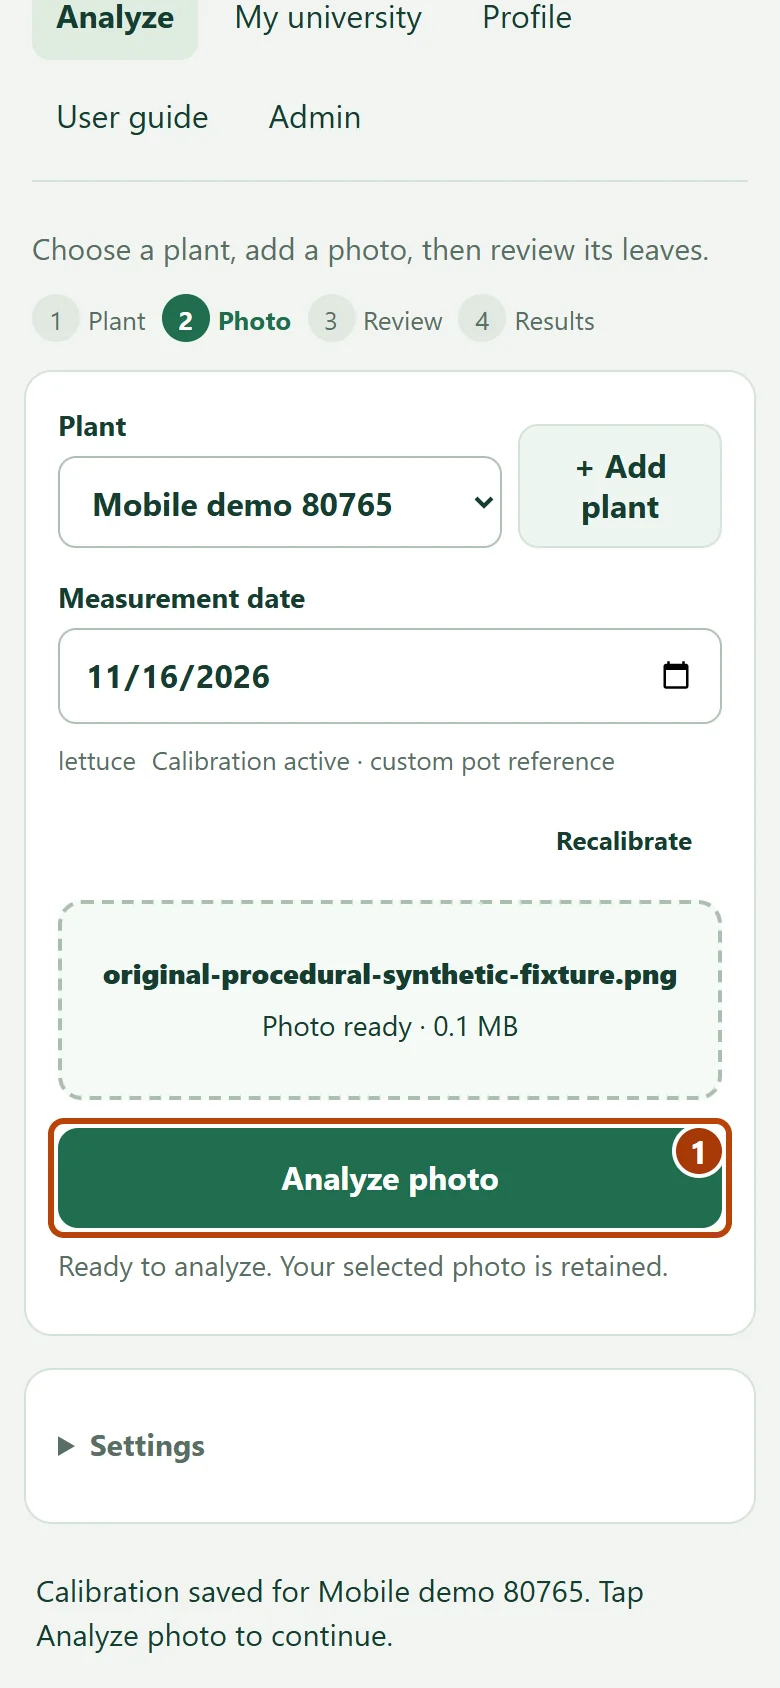 Analyze My university Profile
User guide Admin
Choose a plant, add a photo, then review its leaves.
1 Plant 2 Photo 3 Review 4 Results
Plant
Mobile demo 80765
+ Add
plant
Measurement date
11/16/2026
lettuce Calibration active · custom pot reference
Recalibrate
original-procedural-synthetic-fixture.png
Photo ready · 0.1 MB
1
Analyze photo
Ready to analyze. Your selected photo is retained.
Settings
Calibration saved for Mobile demo 80765. Tap
Analyze photo to continue.